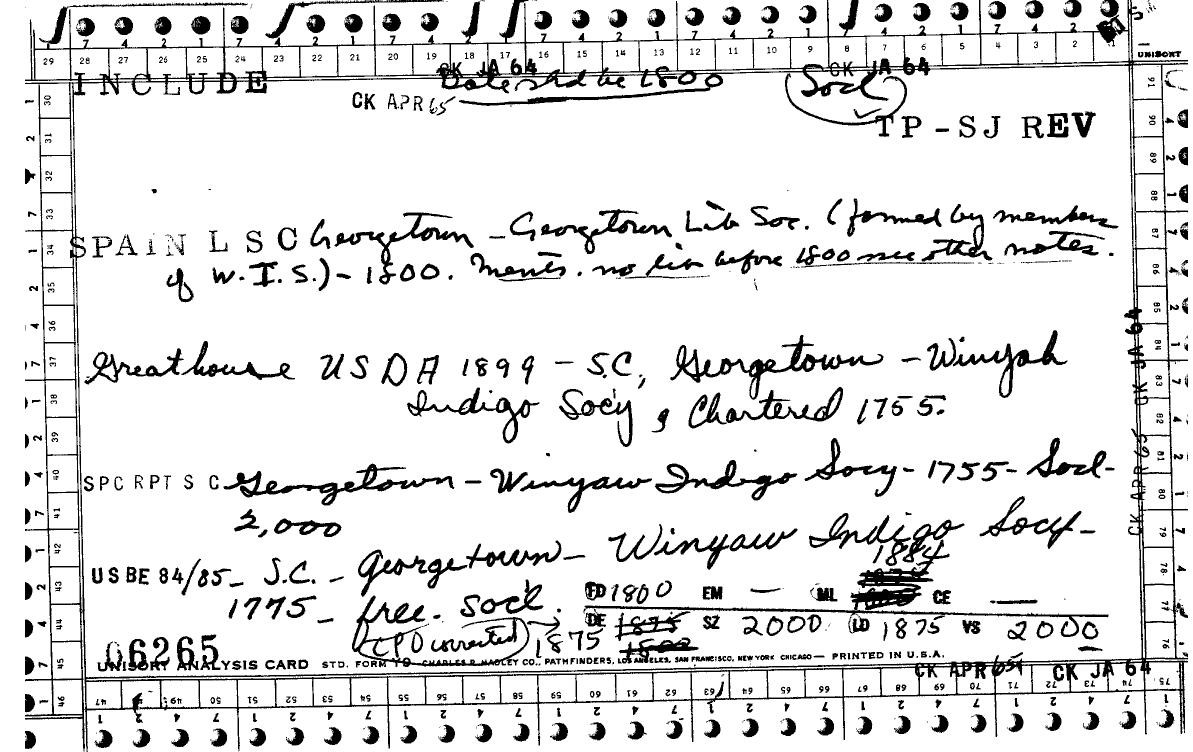 7 4 2 1 7 4 2 1 7 4 2 1 7 4 2 1 7 4 2 1 7 4 2 1
29 28 27 26 25 24 23 22 21 20 19 18 17 16 15 14 13 12 11 10 9 8 7 6 5 4 3 2 1
UNISORT
INCLUDE
CK JA 64
Date shd be 1800
CK APR 65
CK JA 64
Socl
TP-SJ REV
SPAIN L S C Georgetown - Georgetown Lib Soc. (formed by members
of W.I.S.) - 1800. Ments. no lib before 1800 see other notes.
Greathouse USDA 1899 - S.C, Georgetown - Winyah
Indigo Socy, Chartered 1755.
SPC RPT S C Georgetown - Winyaw Indigo Socy - 1755 - Socl -
2,000
USBE 84/85 - S.C. - Georgetown - Winyaw Indigo Socy -
1775 - free. Socl.
1884
FD 1800 EM — ML CE —
DE 1875 SZ 2000 LD 1875 VS 2000
(CPD corrected) → 1875 1802
06265
UNISORT ANALYSIS CARD STD. FORM Y9 CHARLES R. HADLEY CO., PATHFINDERS, LOS ANGELES, SAN FRANCISCO, NEW YORK CHICAGO — PRINTED IN U.S.A.
CK APR 65
CK JA 64
CK APR 65 CK JA 64
30 31 32 33 34 35 36 37 38 39 40 41 42 43 44 45 46
91 90 89 88 87 86 85 84 83 82 81 80 79 78 77 76
47 48 49 50 51 52 53 54 55 56 57 58 59 60 61 62 63 64 65 66 67 68 69 70 71 72 73 74 75